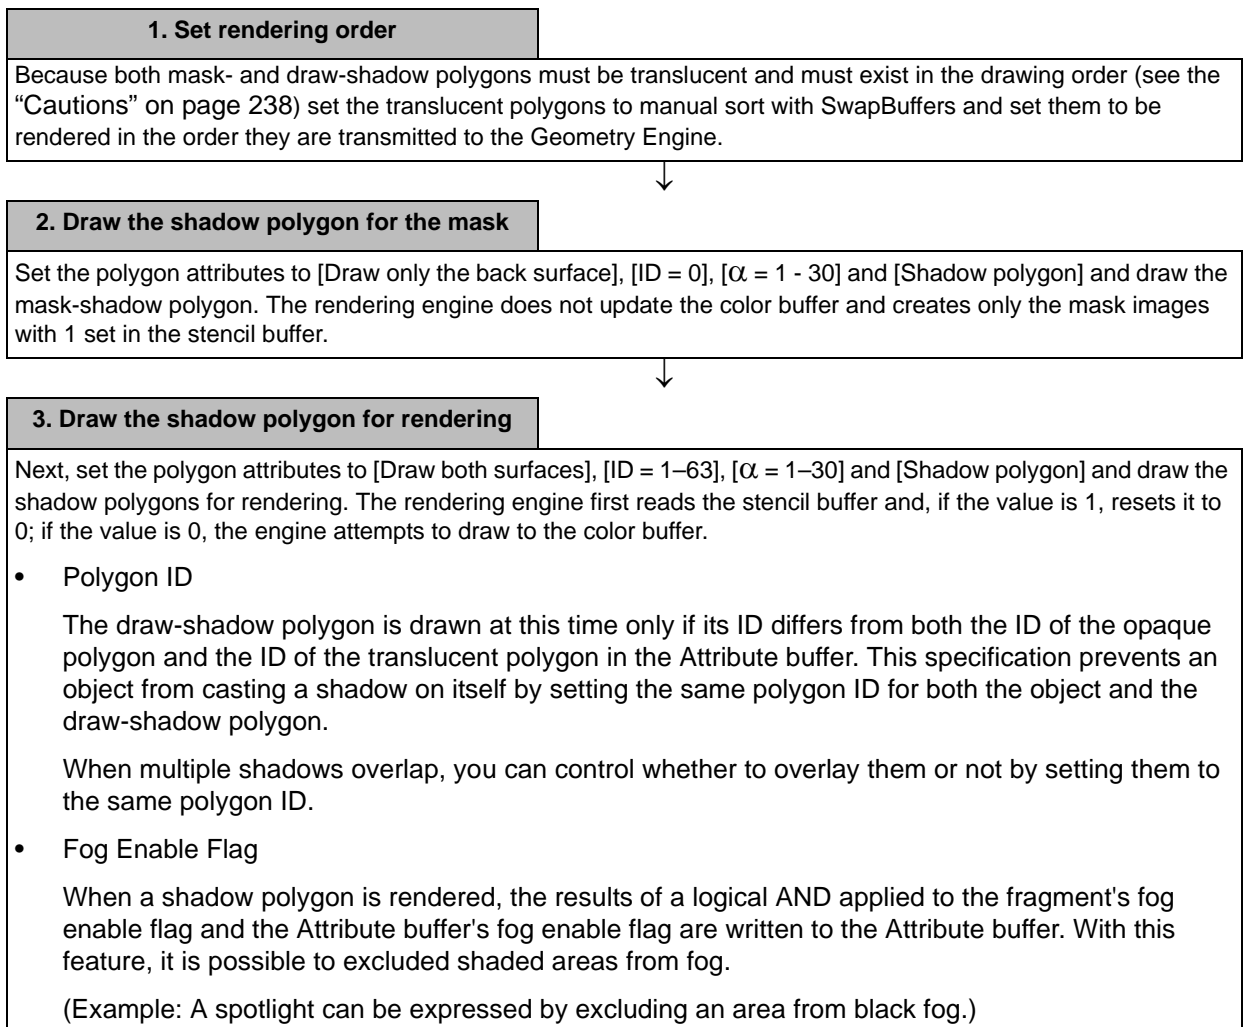 1. Set rendering order
Because both mask- and draw-shadow polygons must be translucent and must exist in the drawing order (see the
“Cautions” on page 238) set the translucent polygons to manual sort with SwapBuffers and set them to be
rendered in the order they are transmitted to the Geometry Engine.
↓
2. Draw the shadow polygon for the mask
Set the polygon attributes to [Draw only the back surface], [ID = 0], [α = 1 - 30] and [Shadow polygon] and draw the
mask-shadow polygon. The rendering engine does not update the color buffer and creates only the mask images
with 1 set in the stencil buffer.
↓
3. Draw the shadow polygon for rendering
Next, set the polygon attributes to [Draw both surfaces], [ID = 1–63], [α = 1–30] and [Shadow polygon] and draw the
shadow polygons for rendering. The rendering engine first reads the stencil buffer and, if the value is 1, resets it to
0; if the value is 0, the engine attempts to draw to the color buffer.
• Polygon ID
The draw-shadow polygon is drawn at this time only if its ID differs from both the ID of the opaque
polygon and the ID of the translucent polygon in the Attribute buffer. This specification prevents an
object from casting a shadow on itself by setting the same polygon ID for both the object and the
draw-shadow polygon.
When multiple shadows overlap, you can control whether to overlay them or not by setting them to
the same polygon ID.
• Fog Enable Flag
When a shadow polygon is rendered, the results of a logical AND applied to the fragment's fog
enable flag and the Attribute buffer's fog enable flag are written to the Attribute buffer. With this
feature, it is possible to excluded shaded areas from fog.
(Example: A spotlight can be expressed by excluding an area from black fog.)